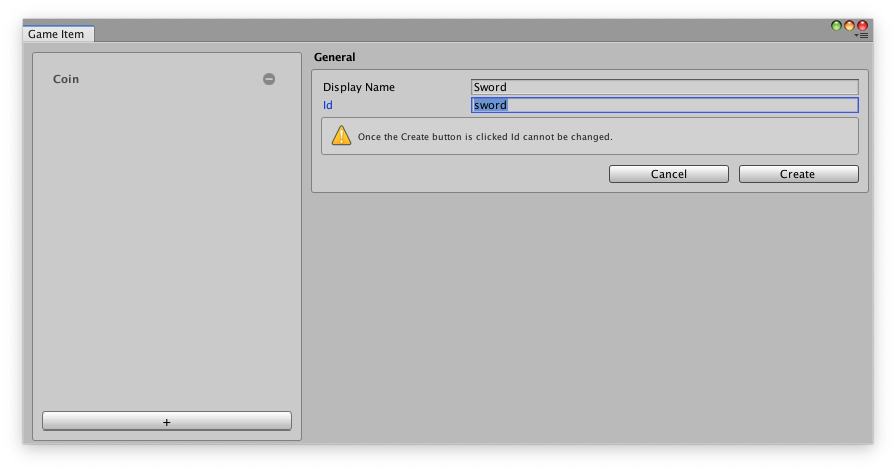 Game Item
Coin
+
General
Display Name Sword
Id sword
Once the Create button is clicked Id cannot be changed.
Cancel Create